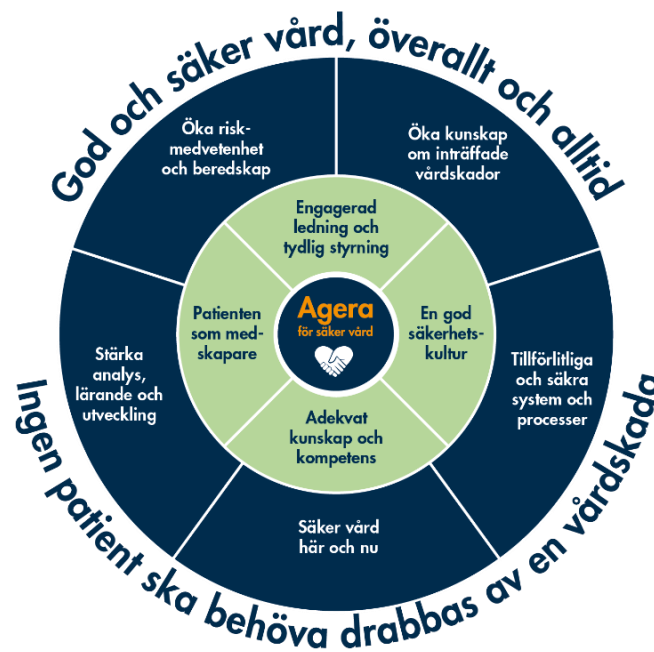 God och säker vård, överallt och alltid
Öka risk-
medvetenhet
och beredskap
Öka kunskap
om inträffade
vårdskador
Engagerad
ledning och
tydlig styrning
Patienten
som med-
skapare
Agera
för säker vård
En god
säkerhets-
kultur
Stärka
analys,
lärande och
utveckling
Tillförlitliga
och säkra
system och
processer
Adekvat
kunskap och
kompetens
Säker vård
här och nu
Ingen patient ska behöva drabbas av en vårdskada